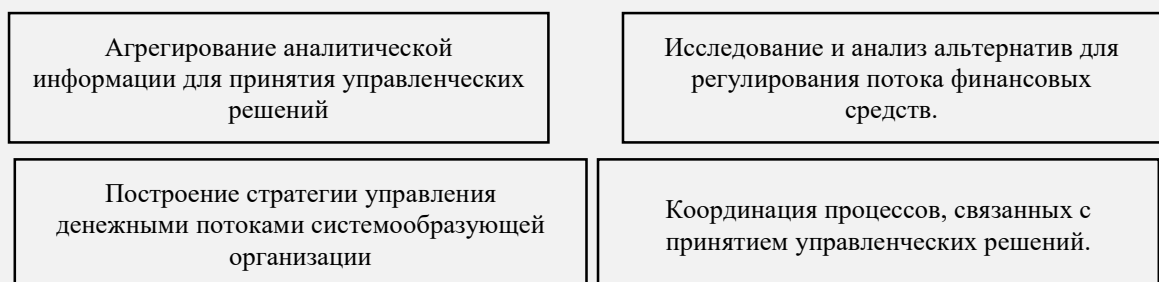 Агрегирование аналитической
информации для принятия управленческих
решений
Исследование и анализ альтернатив для
регулирования потока финансовых
средств.
Построение стратегии управления
денежными потоками системообразующей
организации
Координация процессов, связанных с
принятием управленческих решений.